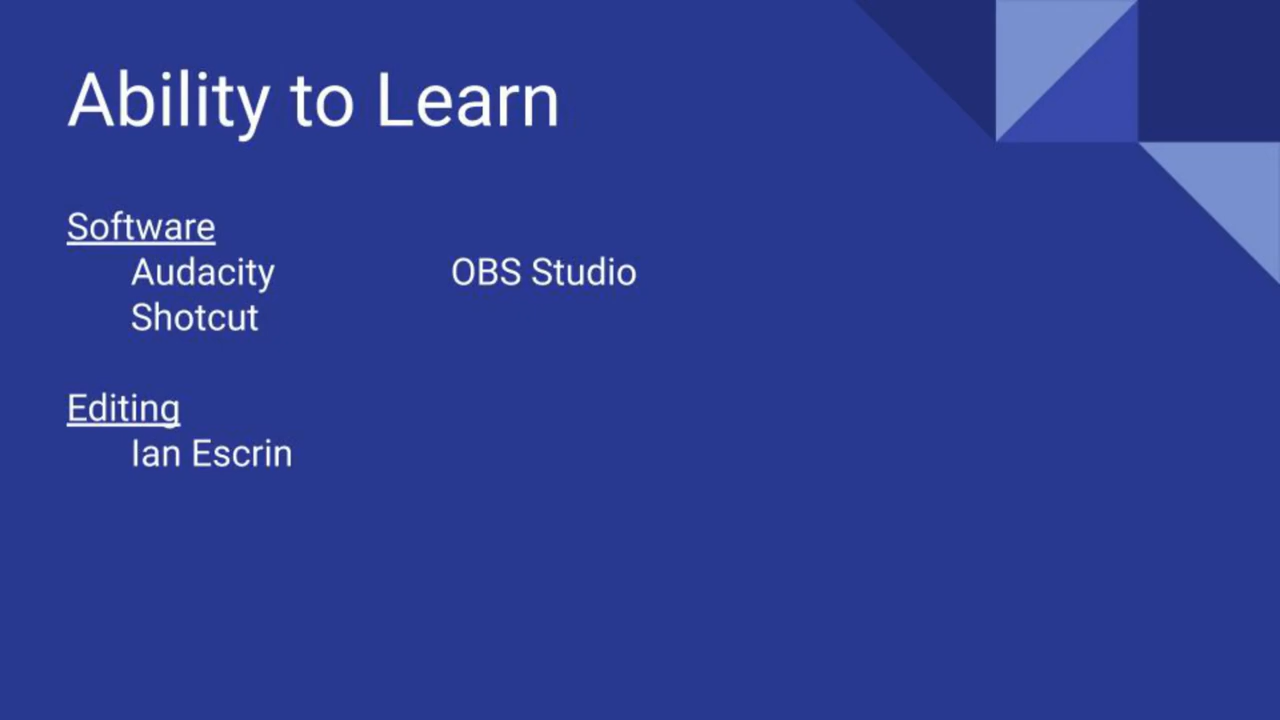 Ability to Learn
Software
Audacity OBS Studio
Shotcut
Editing
Ian Escrin